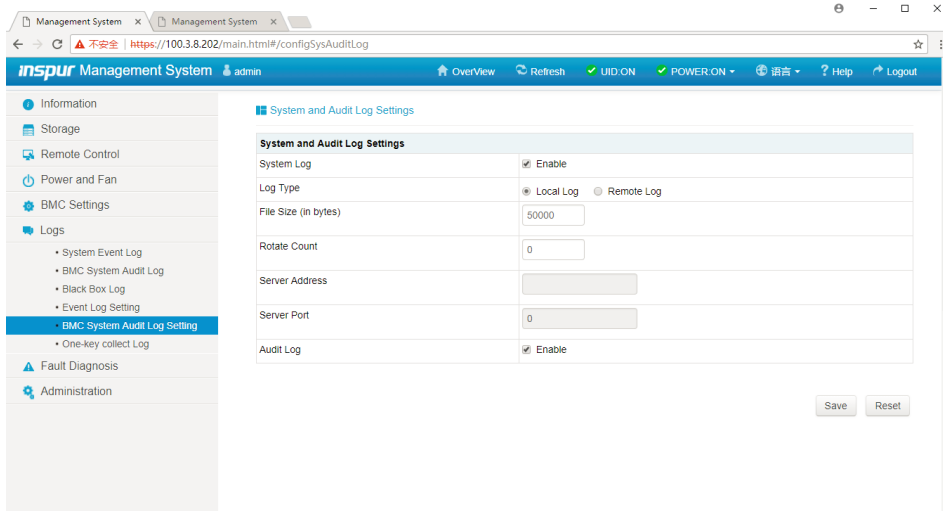 Management System
Management System
不安全 https://100.3.8.202/main.html#/configSysAuditLog
inspur Management System admin OverView Refresh UID:ON POWER:ON 语言 Help Logout
Information
Storage
Remote Control
Power and Fan
BMC Settings
Logs
System Event Log
BMC System Audit Log
Black Box Log
Event Log Setting
BMC System Audit Log Setting
One-key collect Log
Fault Diagnosis
Administration
System and Audit Log Settings
System and Audit Log Settings
System Log Enable
Log Type Local Log Remote Log
File Size (in bytes) 50000
Rotate Count 0
Server Address
Server Port 0
Audit Log Enable
Save Reset